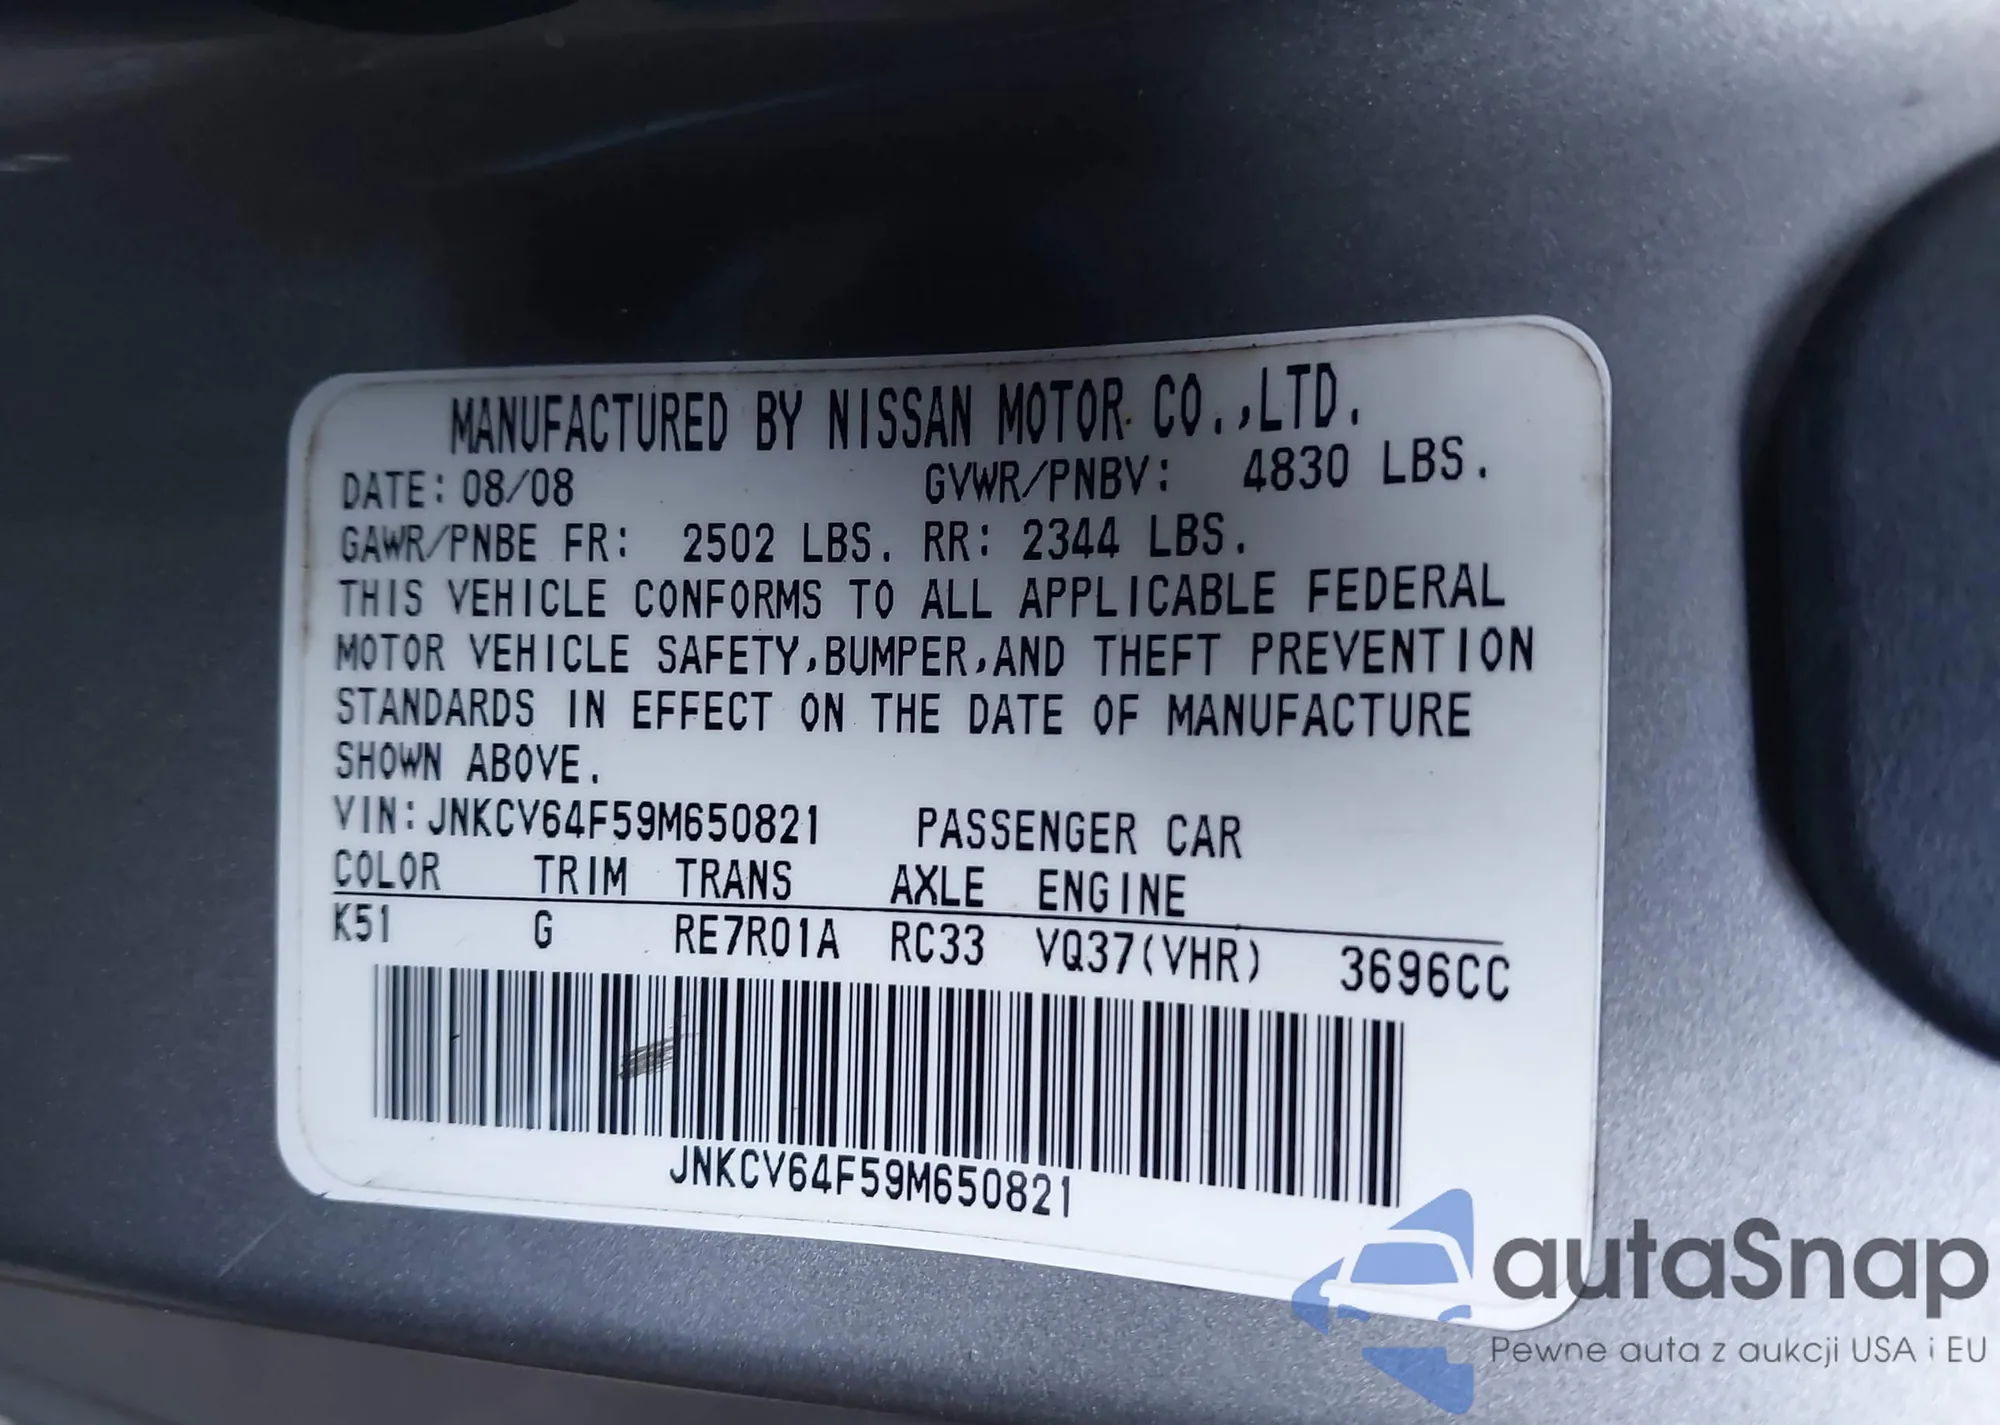 MANUFACTURED BY NISSAN MOTOR CO.,LTD.
DATE: 08/08 GVWR/PNBV: 4830 LBS.
GAWR/PNBE FR: 2502 LBS. RR: 2344 LBS.
THIS VEHICLE CONFORMS TO ALL APPLICABLE FEDERAL
MOTOR VEHICLE SAFETY,BUMPER,AND THEFT PREVENTION
STANDARDS IN EFFECT ON THE DATE OF MANUFACTURE
SHOWN ABOVE.
VIN:JNKCV64F59M650821 PASSENGER CAR
COLOR TRIM TRANS AXLE ENGINE
K51 G RE7R01A RC33 VQ37(VHR) 3696CC
JNKCV64F59M650821
autaSnap
Pewne auta z aukcji USA i EU